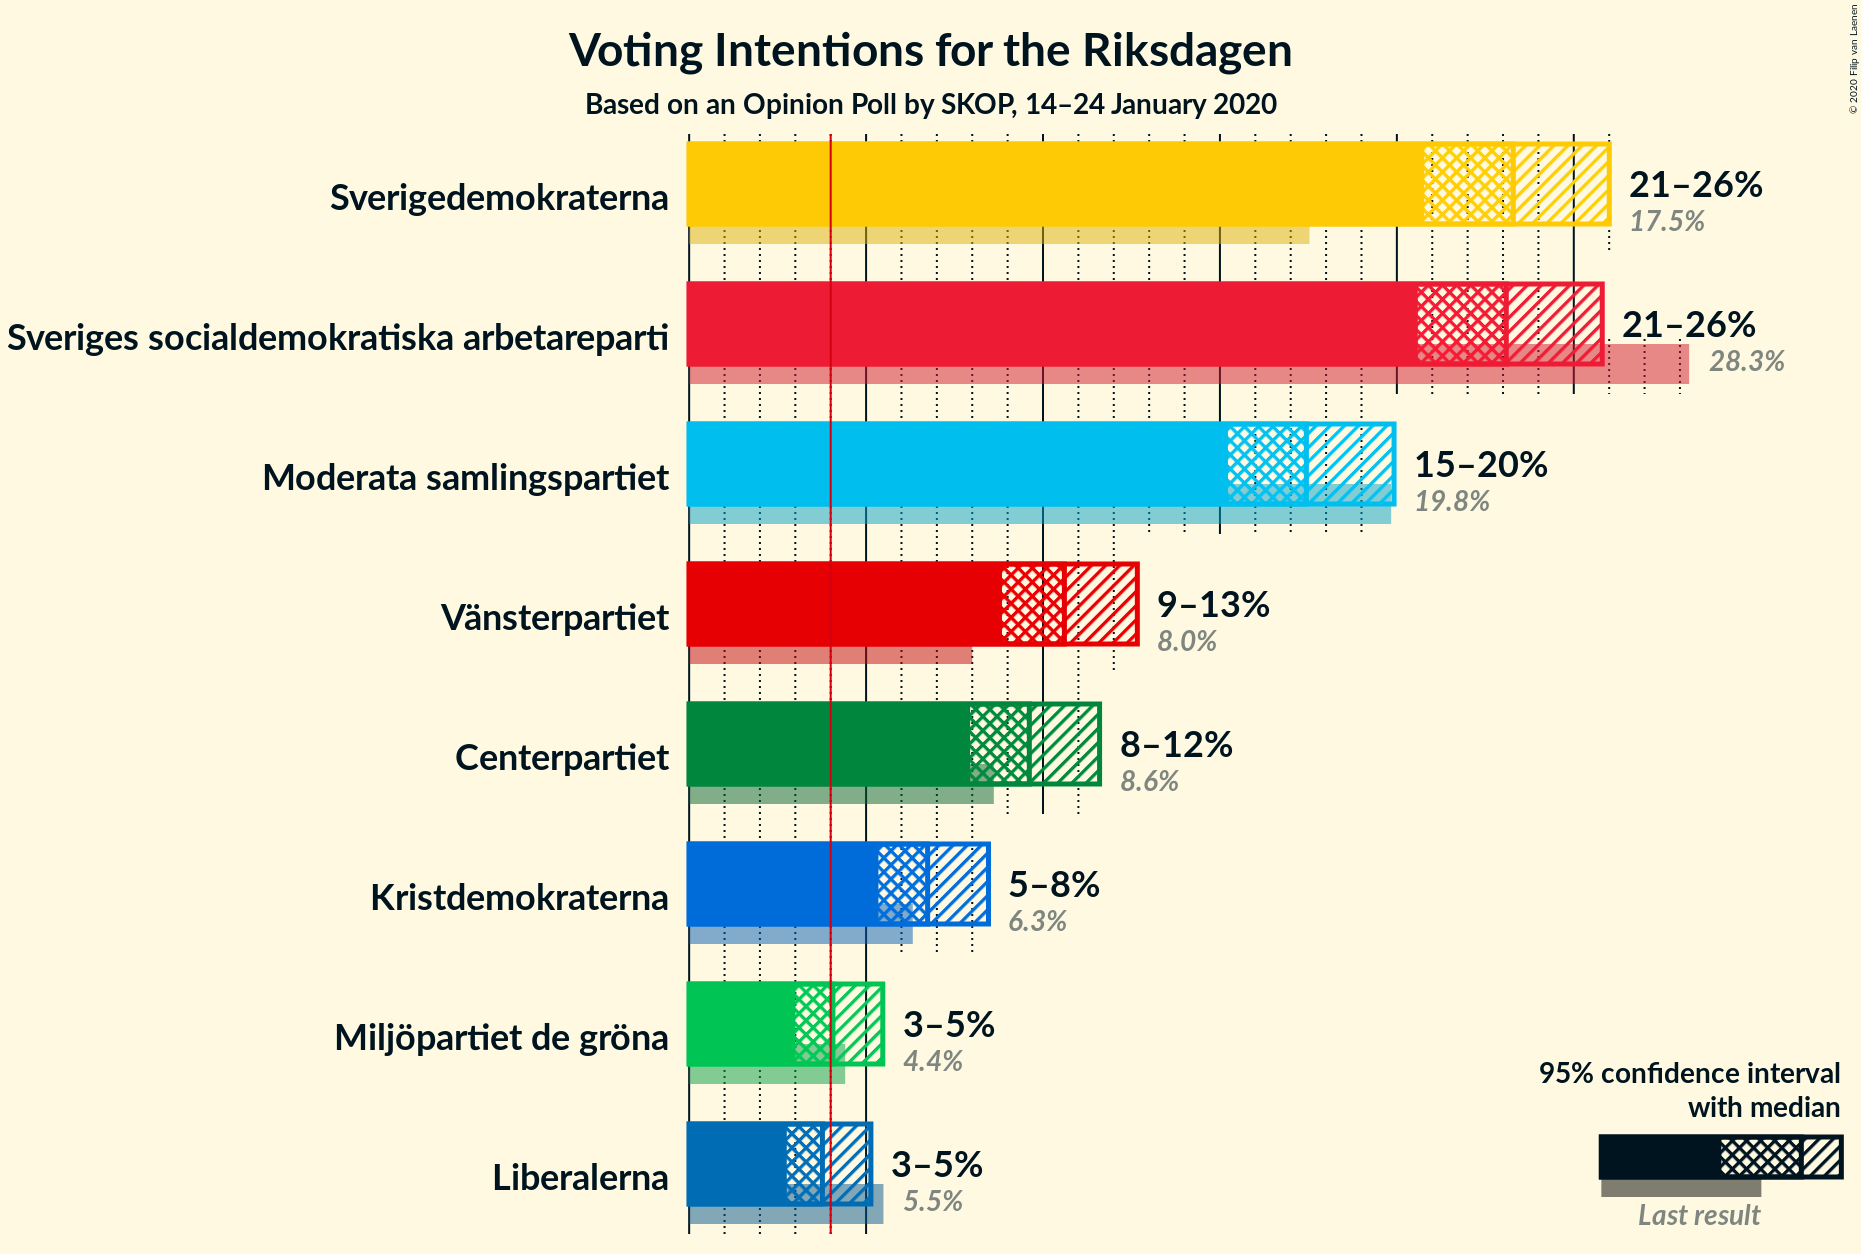 Voting Intentions for the Riksdagen
Based on an Opinion Poll by SKOP, 14–24 January 2020
© 2020 Filip van Laenen
Sverigedemokraterna
21–26%
17.5%
Sveriges socialdemokratiska arbetareparti
21–26%
28.3%
Moderata samlingspartiet
15–20%
19.8%
Vänsterpartiet
9–13%
8.0%
Centerpartiet
8–12%
8.6%
Kristdemokraterna
5–8%
6.3%
Miljöpartiet de gröna
3–5%
4.4%
Liberalerna
3–5%
5.5%
95% confidence interval
with median
Last result